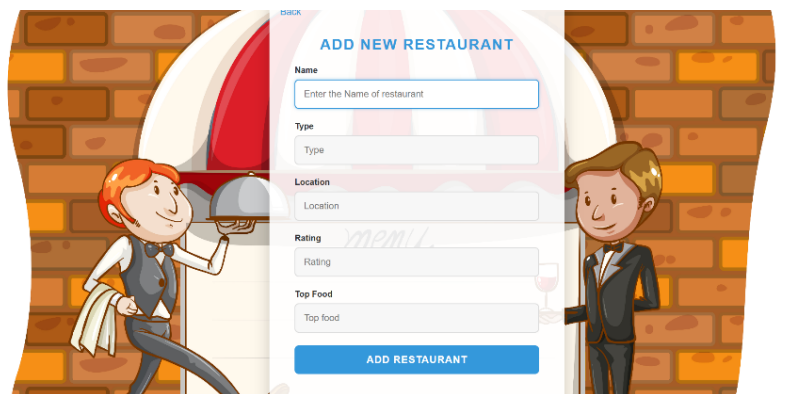 Back
ADD NEW RESTAURANT
Name
Enter the Name of restaurant
Type
Type
Location
Location
menu
Rating
Rating
Top Food
Top food
ADD RESTAURANT